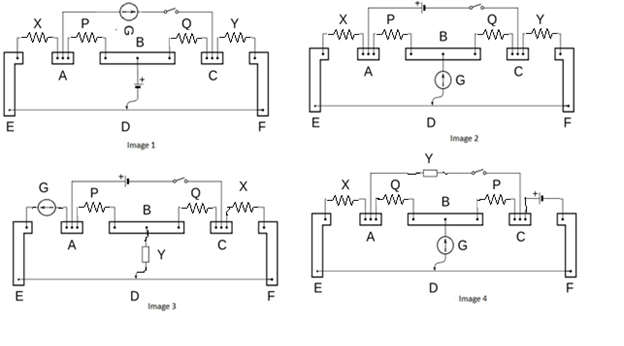 G
X P Q Y
B
A C
E D F
Image 1
+
X P Q Y
B
A G C
E D F
Image 2
G P + Q X
B
A C
Y
E D F
Image 3
Y
X Q P +
B
A G C
E D F
Image 4